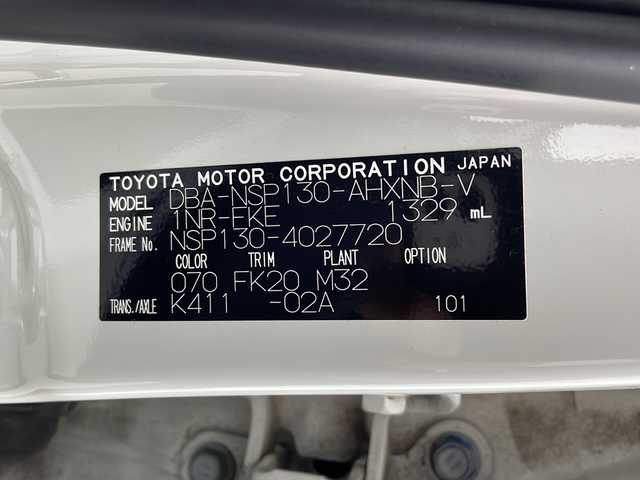 TOYOTA MOTOR CORPORATION JAPAN
MODEL DBA-NSP130-AHXNB-V
ENGINE 1NR-FKE 1329 mL
FRAME No. NSP130-4027720
COLOR TRIM PLANT OPTION
070 FK20 M32
TRANS./AXLE K411 -02A 101